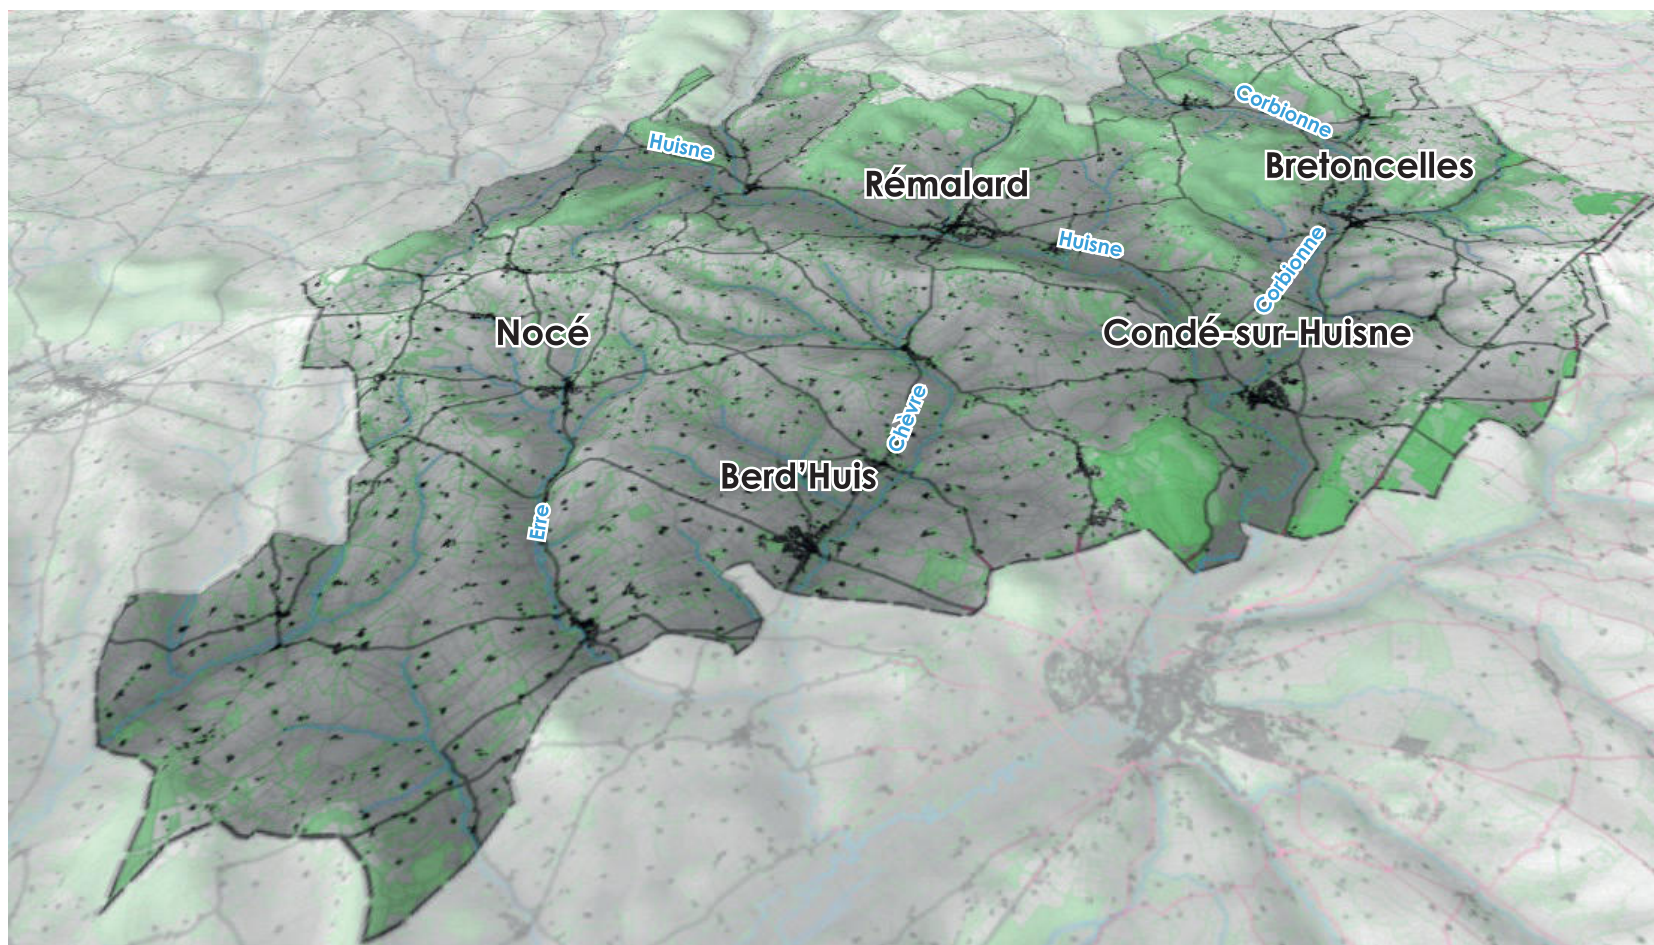 Corbionne
Huisne
Bretoncelles
Rémalard
Huisne
Corbionne
Nocé
Condé-sur-Huisne
Chèvre
Berd'Huis
Erre